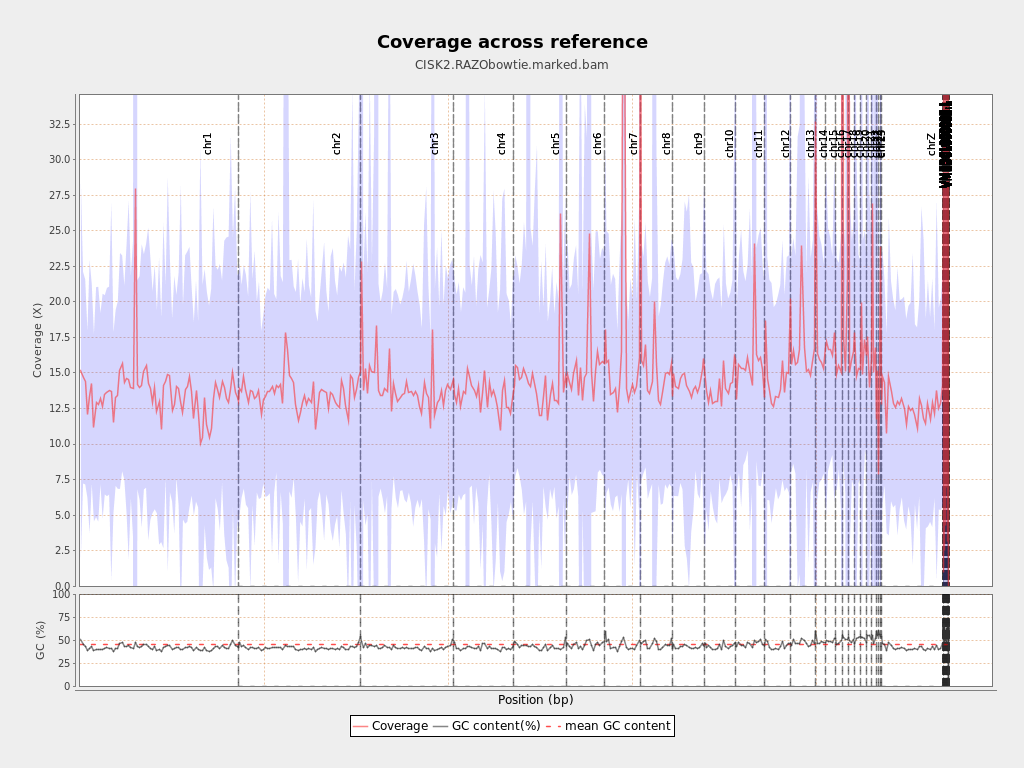 Coverage across reference
CISK2.RAZObowtie.marked.bam
Coverage (X)
32.5
30.0
27.5
25.0
22.5
20.0
17.5
15.0
12.5
10.0
7.5
5.0
2.5
0.0
chr1
chr2
chr3
chr4
chr5
chr6
chr7
chr8
chr9
chr10
chr11
chr12
chr13
chr14
chrZ
GC (%)
100
75
50
25
0
Position (bp)
Coverage GC content(%) mean GC content